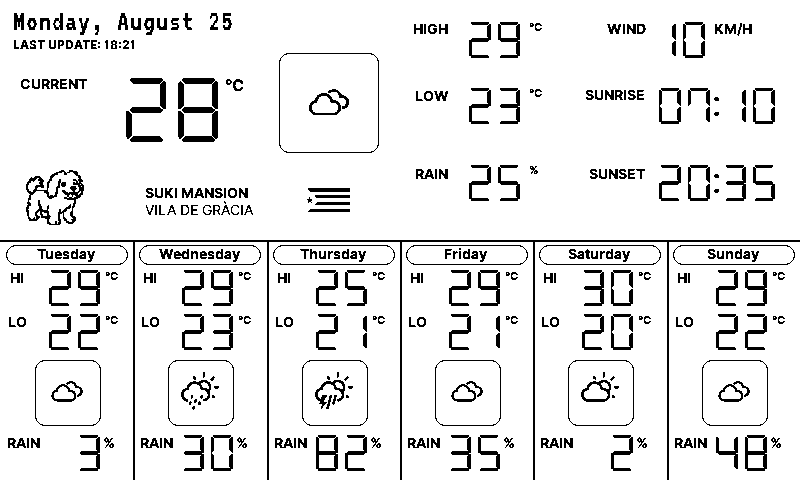 Monday, August 25
LAST UPDATE: 18:21
CURRENT 28 °C
HIGH 29 °C
LOW 23 °C
RAIN 25 %
WIND 10 KM/H
SUNRISE 07:10
SUNSET 20:35
SUKI MANSION
VILA DE GRÀCIA
Tuesday
HI 29 °C
LO 22 °C
RAIN 3 %
Wednesday
HI 29 °C
LO 23 °C
RAIN 30 %
Thursday
HI 25 °C
LO 21 °C
RAIN 82 %
Friday
HI 29 °C
LO 21 °C
RAIN 35 %
Saturday
HI 30 °C
LO 20 °C
RAIN 2 %
Sunday
HI 29 °C
LO 22 °C
RAIN 48 %